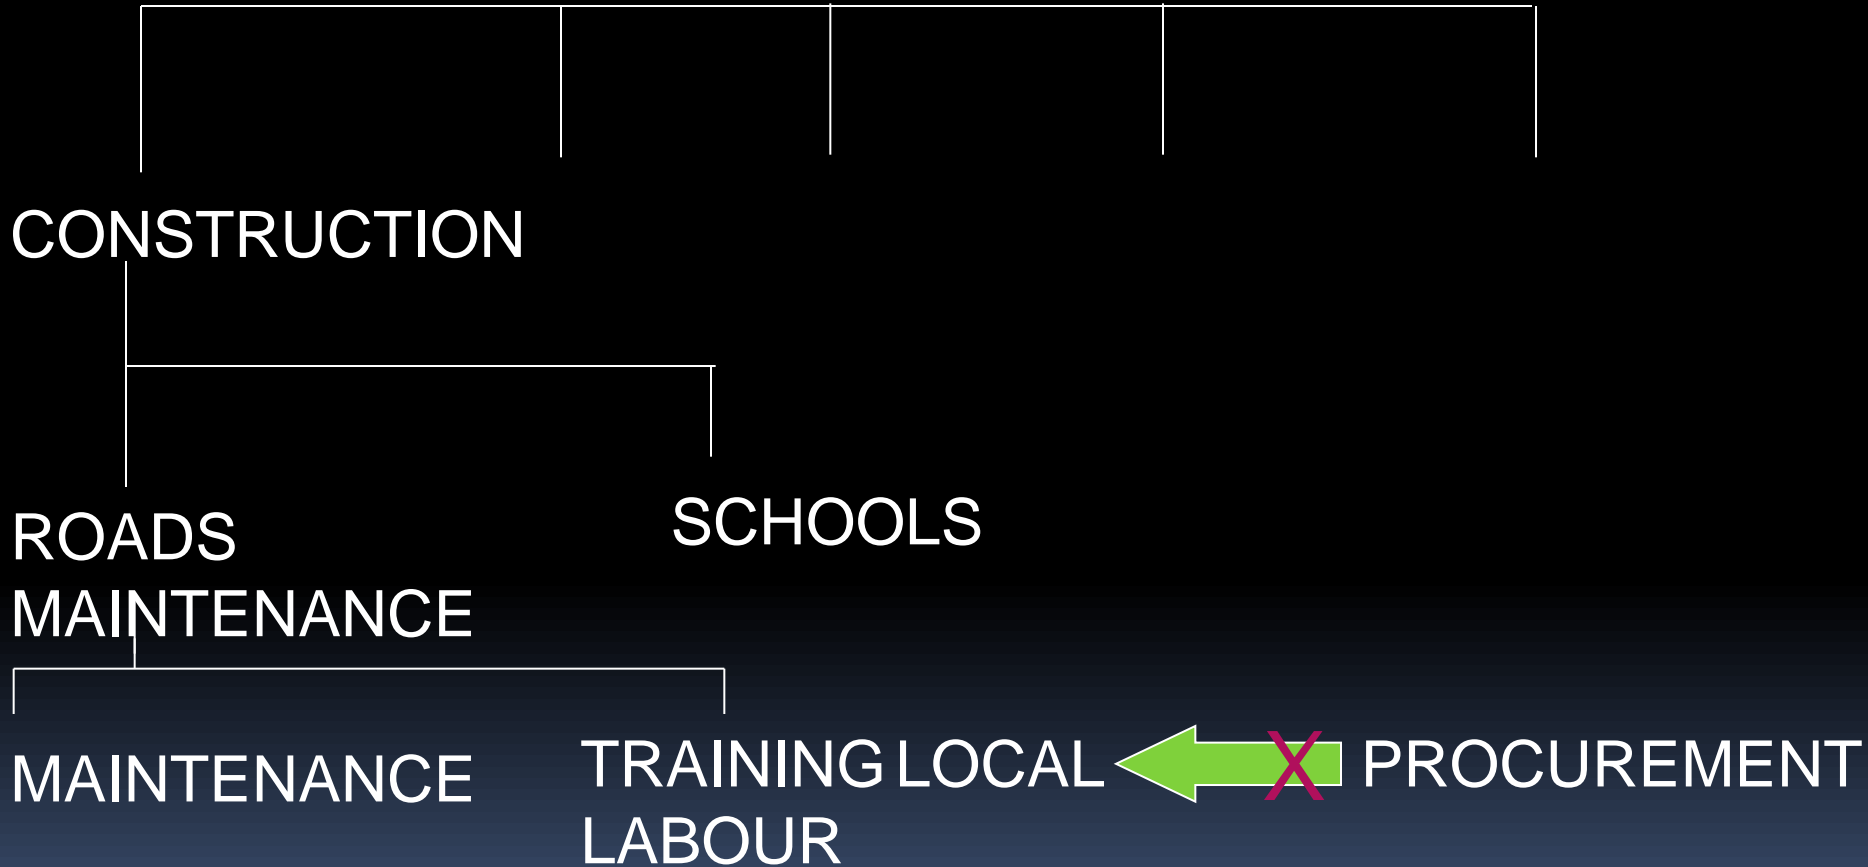 CONSTRUCTION
SCHOOLS
ROADS
MAINTENANCE
MAINTENANCE
TRAINING LOCAL
LABOUR
X
PROCUREMENT